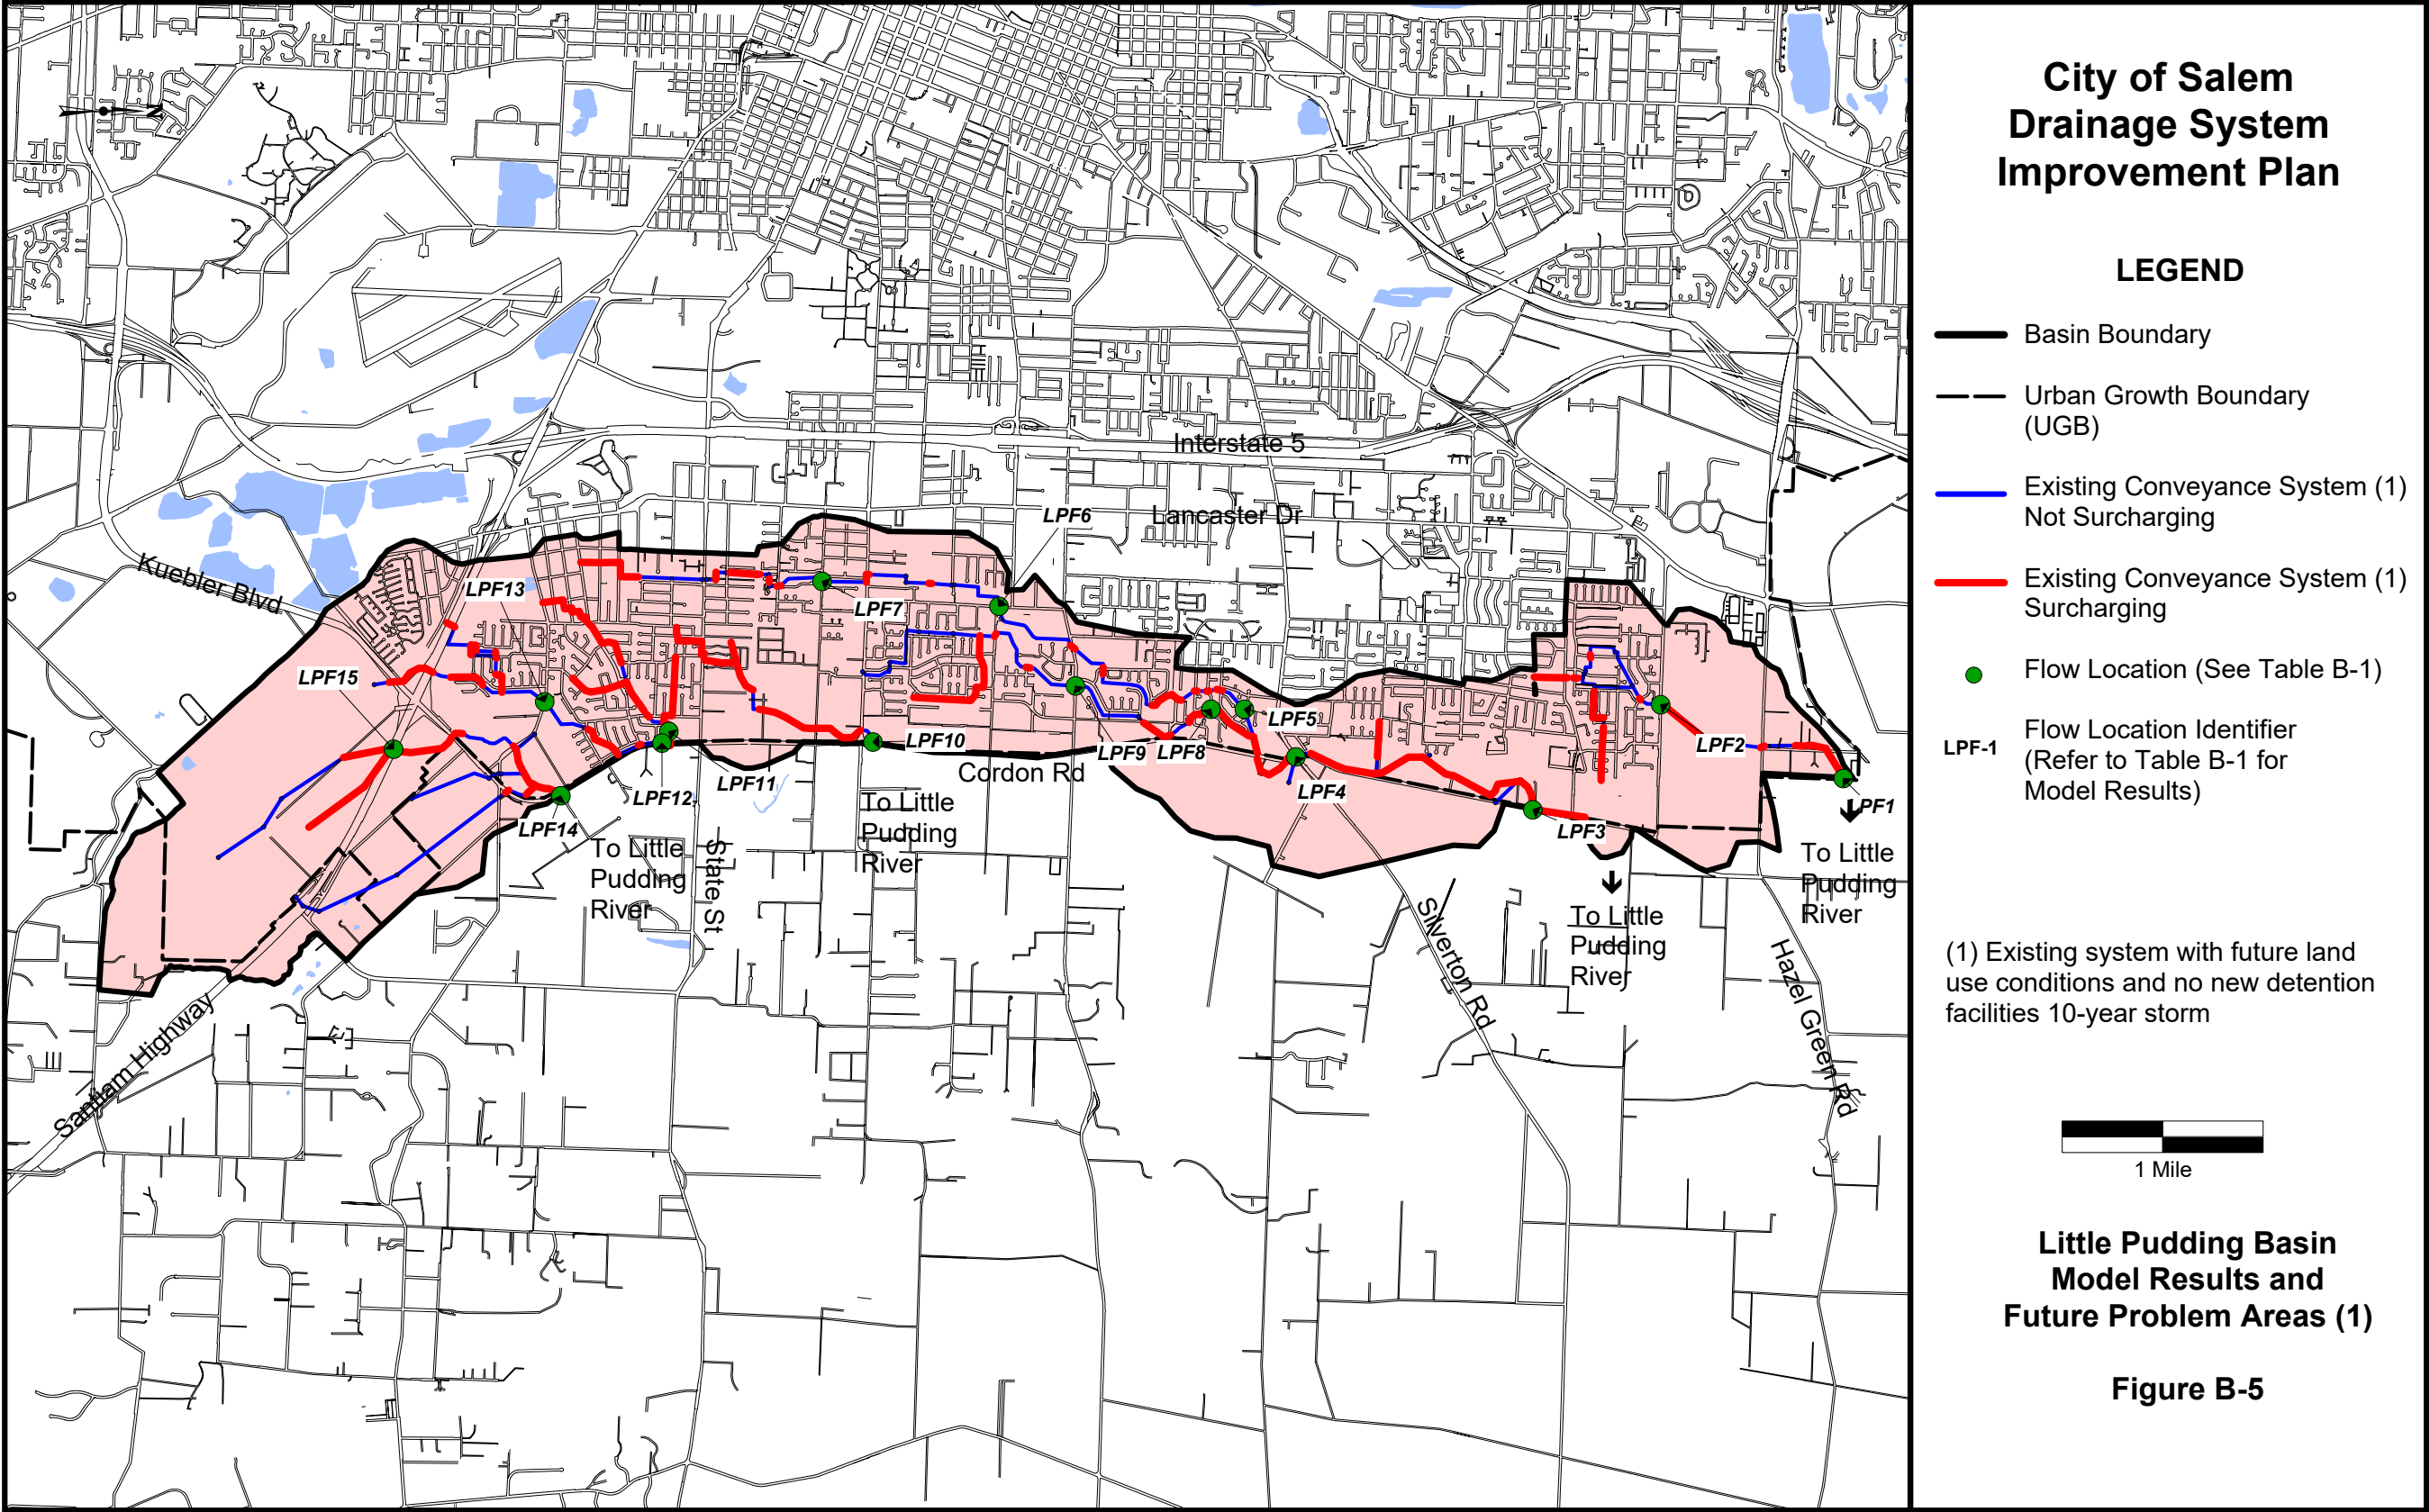 City of Salem
Drainage System
Improvement Plan
LEGEND
Basin Boundary
Urban Growth Boundary
(UGB)
Existing Conveyance System (1)
Not Surcharging
Existing Conveyance System (1)
Surcharging
Flow Location (See Table B-1)
LPF-1
Flow Location Identifier
(Refer to Table B-1 for
Model Results)
(1) Existing system with future land
use conditions and no new detention
facilities 10-year storm
1 Mile
Little Pudding Basin
Model Results and
Future Problem Areas (1)
Figure B-5
N
Interstate 5
Lancaster Dr
Kuebler Blvd
LPF6
LPF13
LPF7
LPF15
LPF5
LPF10
LPF9
LPF8
LPF2
Cordon Rd
LPF11
LPF12
LPF4
LPF14
LPF3
LPF1
To Little
Pudding
River
State St
To Little
Pudding
River
To Little
Pudding
River
To Little
Pudding
River
Silverton Rd
Hazel Green Rd
Santiam Highway